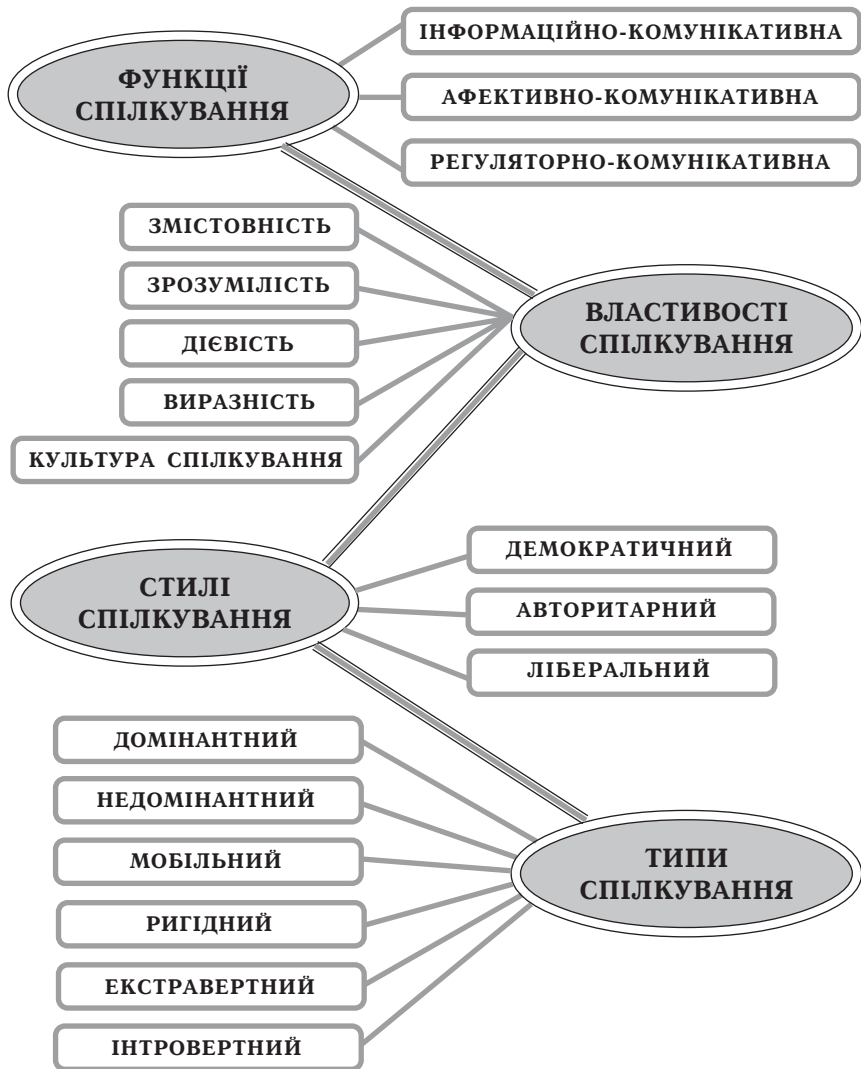 ФУНКЦІЇ
СПІЛКУВАННЯ
ІНФОРМАЦІЙНО-КОМУНІКАТИВНА
АФЕКТИВНО-КОМУНІКАТИВНА
РЕГУЛЯТОРНО-КОМУНІКАТИВНА
ВЛАСТИВОСТІ
СПІЛКУВАННЯ
ЗМІСТОВНІСТЬ
ЗРОЗУМІЛІСТЬ
ДІЄВІСТЬ
ВИРАЗНІСТЬ
КУЛЬТУРА СПІЛКУВАННЯ
СТИЛІ
СПІЛКУВАННЯ
ДЕМОКРАТИЧНИЙ
АВТОРИТАРНИЙ
ЛІБЕРАЛЬНИЙ
ТИПИ
СПІЛКУВАННЯ
ДОМІНАНТНИЙ
НЕДОМІНАНТНИЙ
МОБІЛЬНИЙ
РИГІДНИЙ
ЕКСТРАВЕРТНИЙ
ІНТРОВЕРТНИЙ